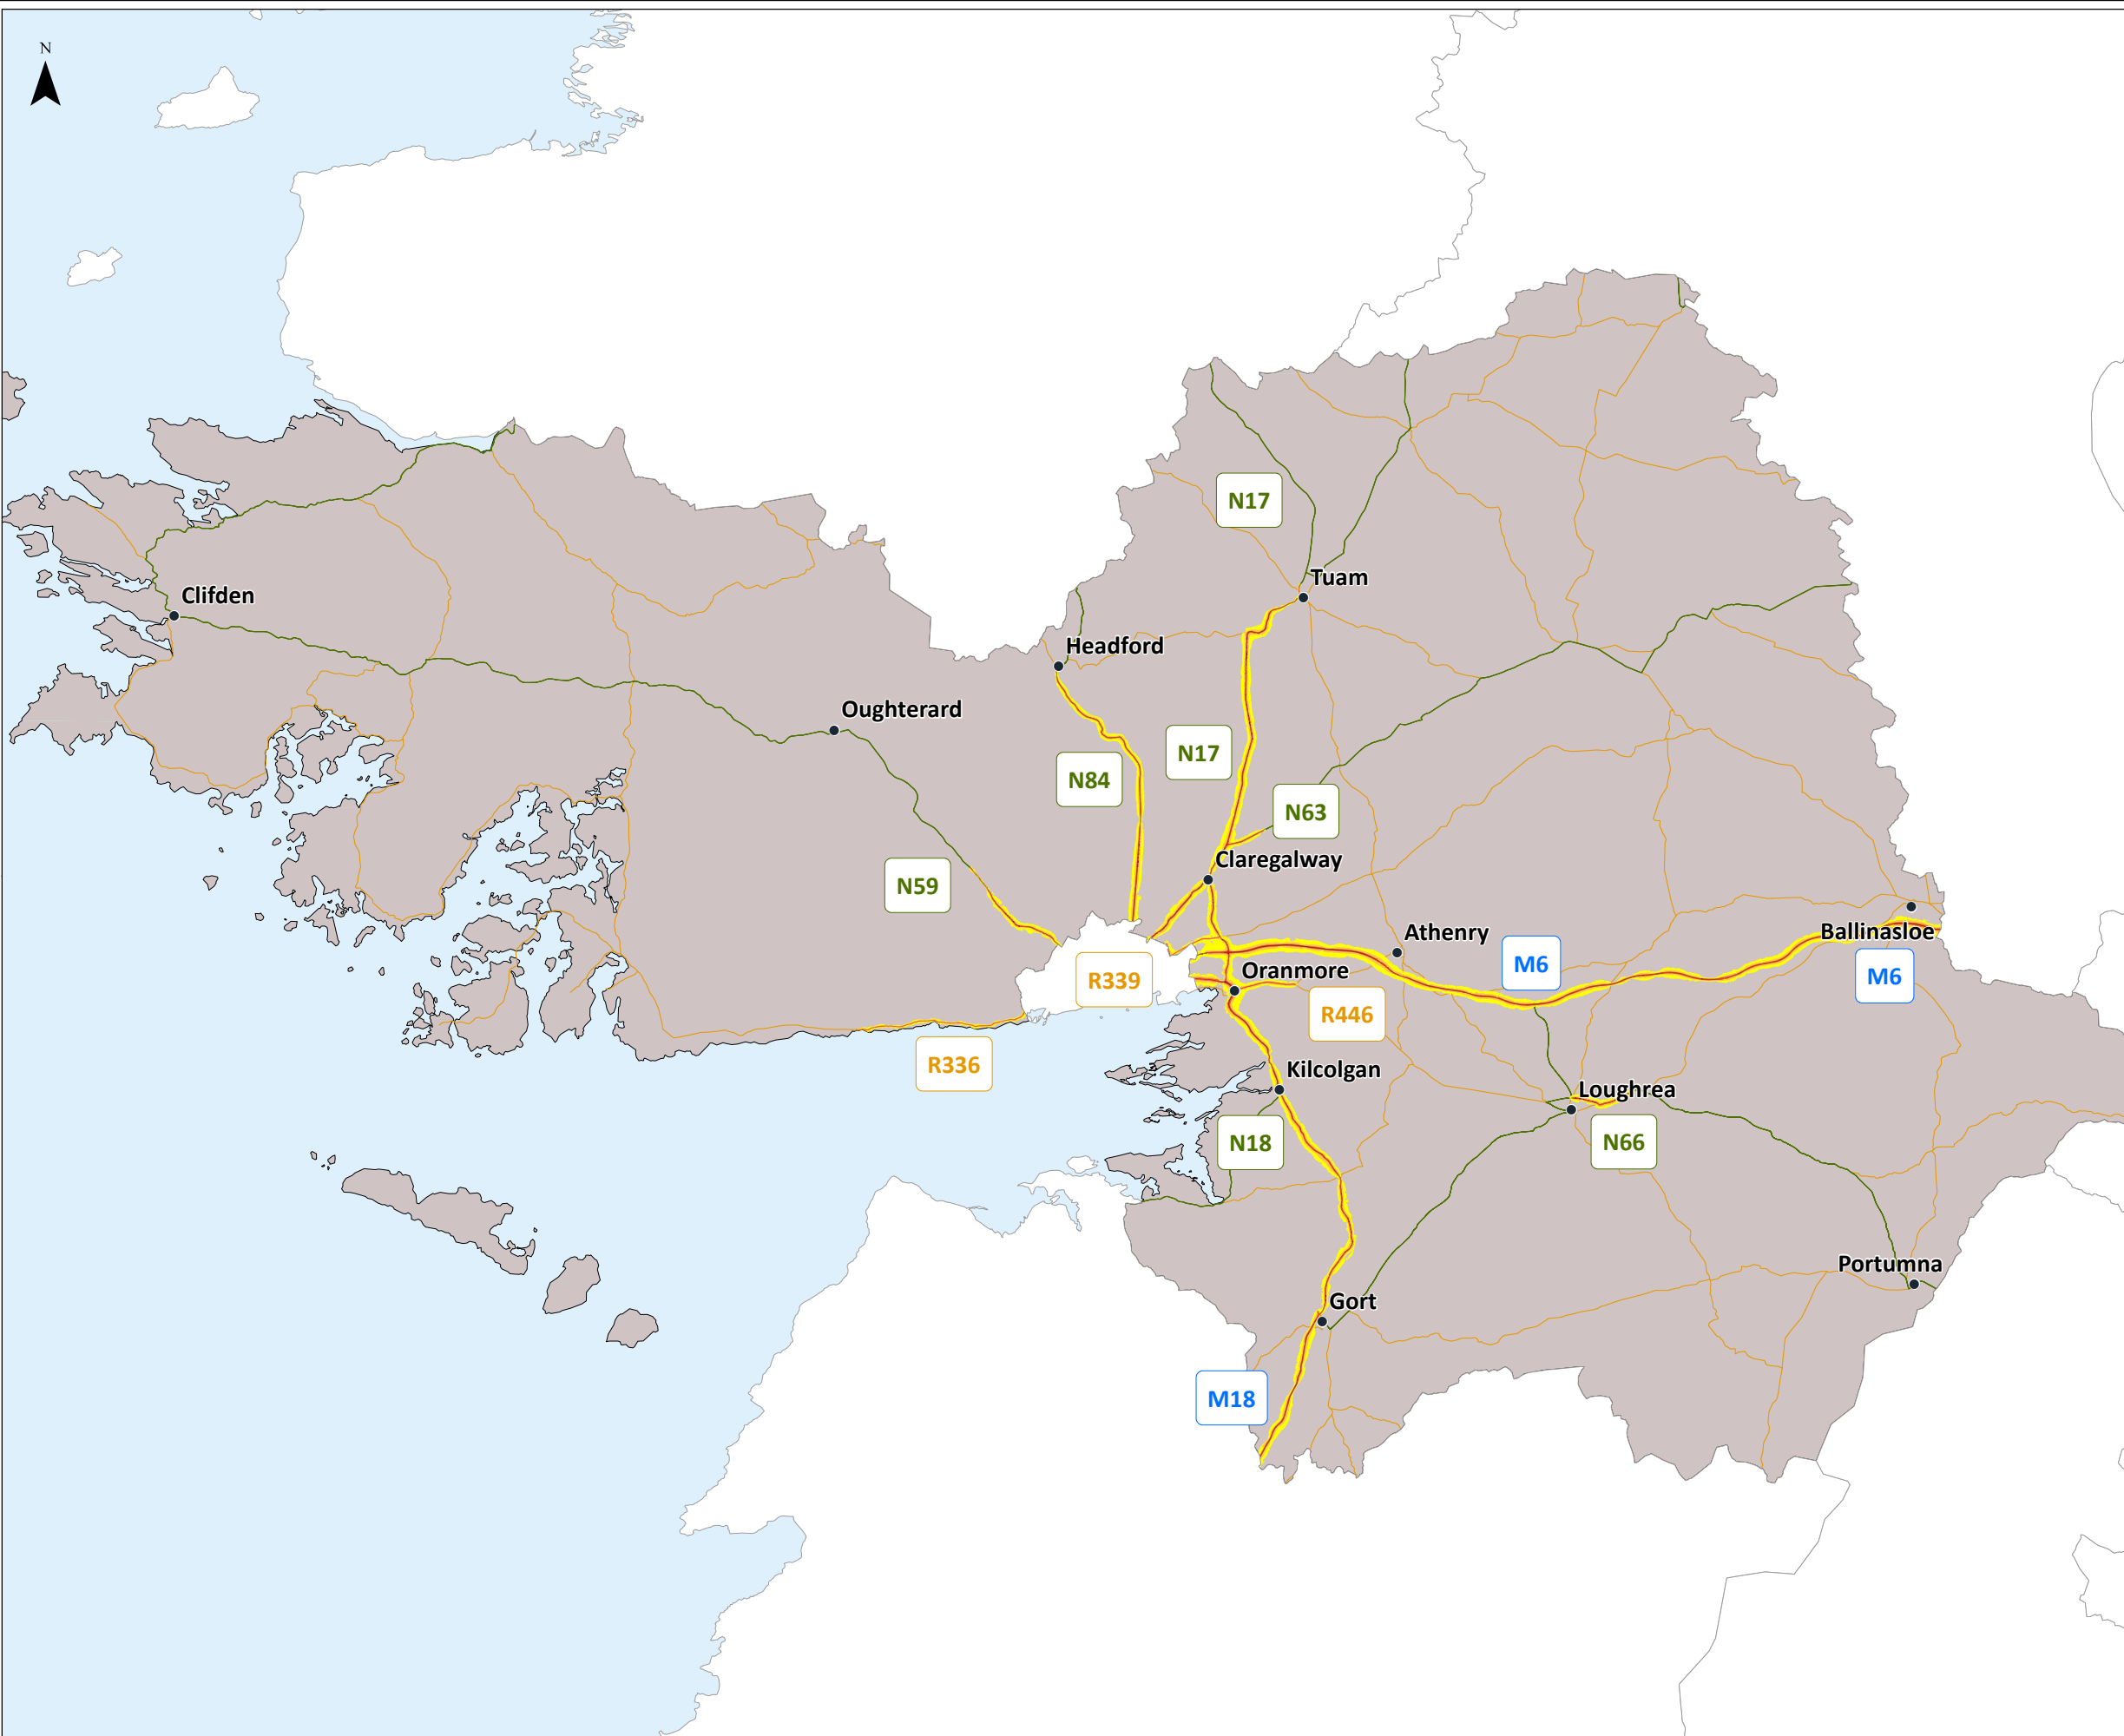 N
N17
Tuam
Clifden
Headford
Oughterard
N17
N84
N63
Claregalway
N59
Athenry
Ballinasloe
M6
Oranmore
R339
M6
R446
R336
Kilcolgan
Loughrea
N18
N66
Portumna
Gort
M18